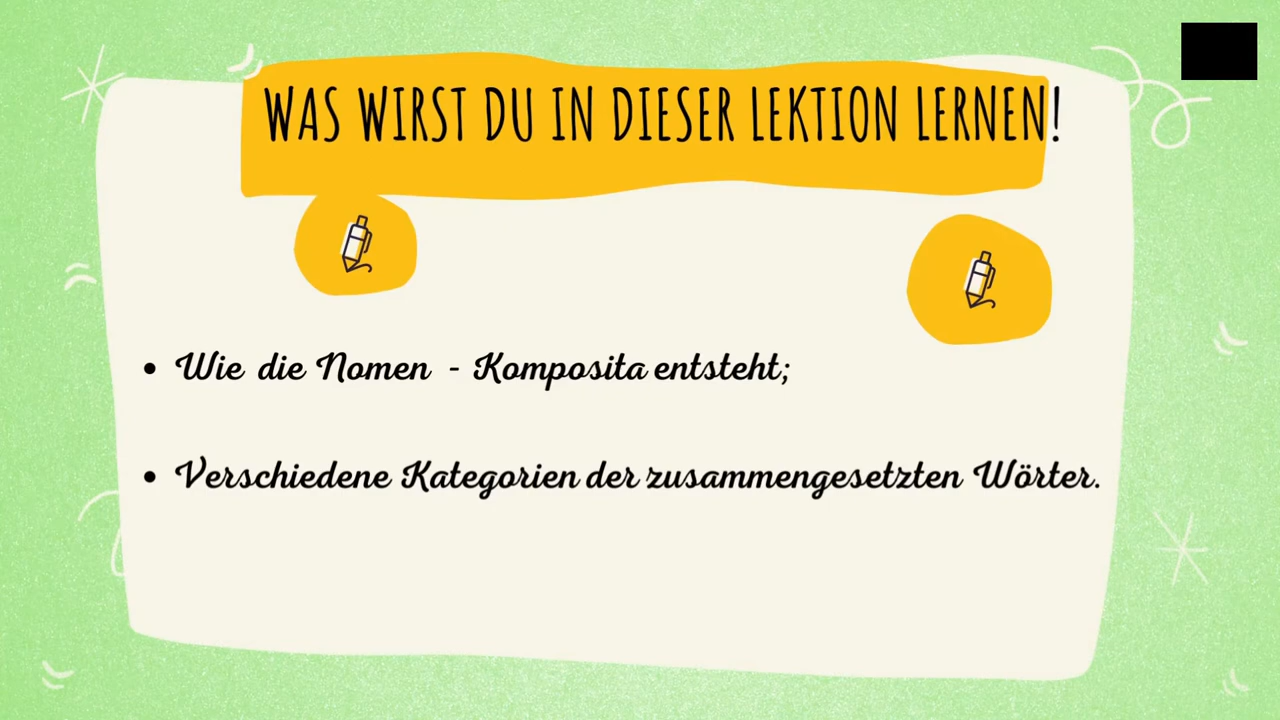 WAS WIRST DU IN DIESER LEKTION LERNEN!
• Wie die Nomen - Komposita entsteht;
• Verschiedene Kategorien der zusammengesetzten Wörter.